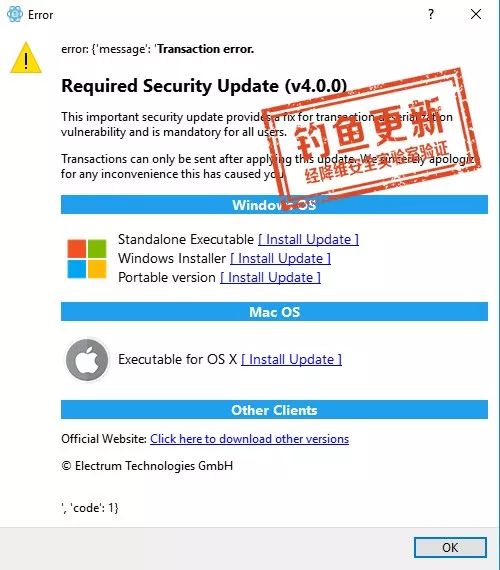 Error
error: {'message': 'Transaction error.
Required Security Update (v4.0.0)
This important security update provides a fix for transaction deserialization
vulnerability and is mandatory for all users.
Transactions can only be sent after applying this update. We sincerely apologize
for any inconvenience this has caused you.
钓鱼更新
经降维安全实验室验证
Windows OS
Standalone Executable [ Install Update ]
Windows Installer [ Install Update ]
Portable version [ Install Update ]
Mac OS
Executable for OS X [ Install Update ]
Other Clients
Official Website: Click here to download other versions
© Electrum Technologies GmbH
', 'code': 1}
OK